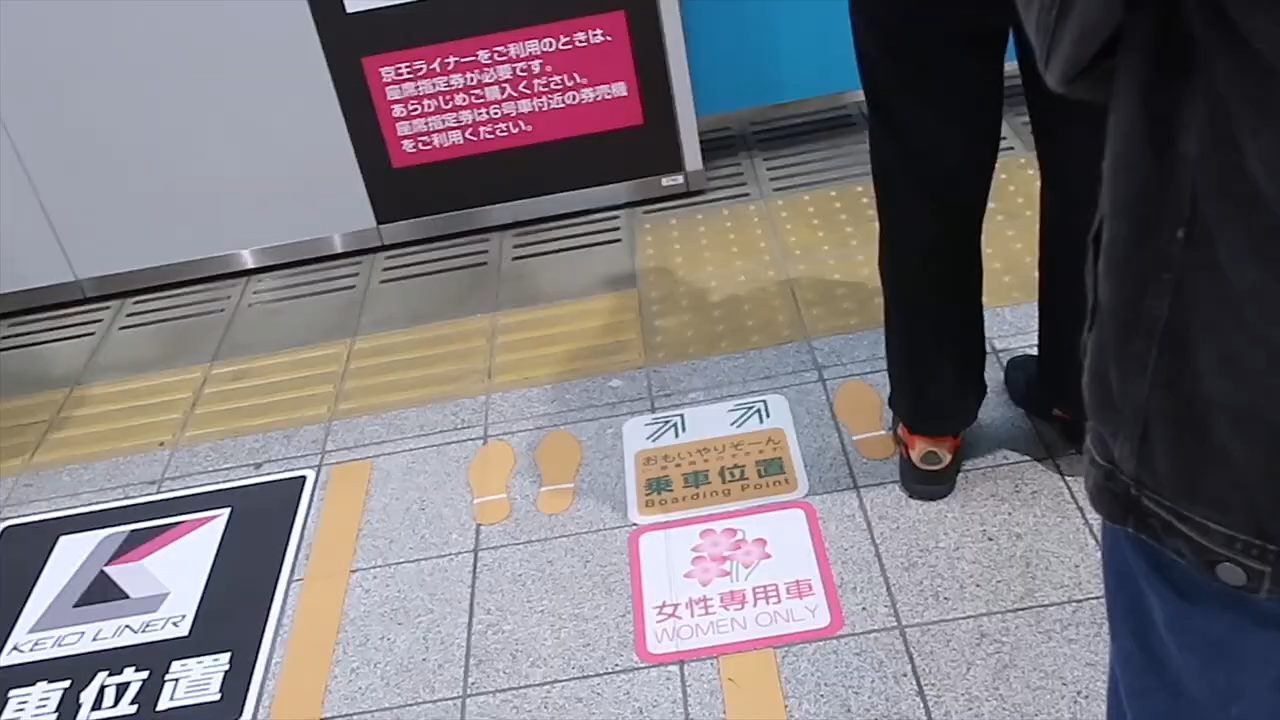 京王ライナーをご利用のときは、
座席指定券が必要です。
あらかじめご購入ください。
座席指定券は6号車付近の券売機
をご利用ください。
おもいやりぞーん
乗車位置
Boarding Point
女性専用車
WOMEN ONLY
KEIO LINER
車位置